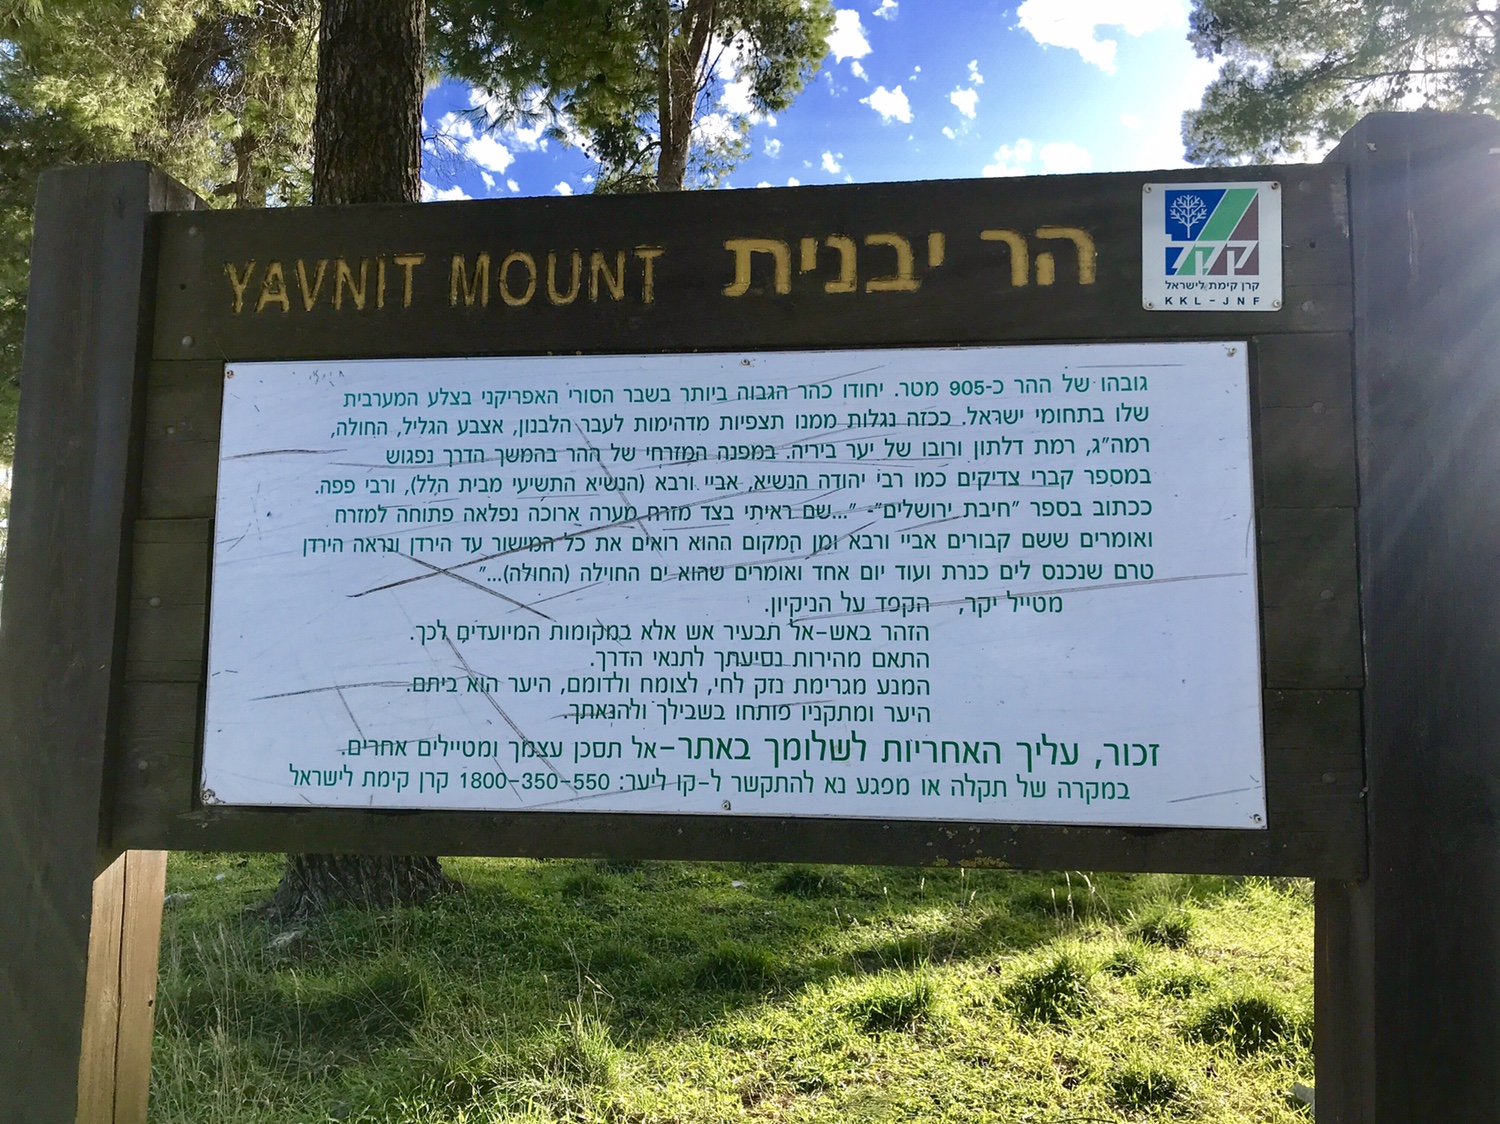 YAVNIT MOUNT הר יבנית
קקל
קרן קימת לישראל
KKL - JNF
גובהו של ההר כ-905 מטר. יחודו כהר הגבוה ביותר בשבר הסורי האפריקני בצלע המערבית
שלו בתחומי ישראל. ככזה נגלות ממנו תצפיות מדהימות לעבר הלבנון, אצבע הגליל, החולה,
רמה"ג, רמת דלתון ורובו של יער ביריה. במפנה המזרחי של ההר בהמשך הדרך נפגוש
במספר קברי צדיקים כמו רבי יהודה הנשיא, אביי ורבא (הנשיא התשיעי מבית הלל), ורבי פפה.
ככתוב בספר "חיבת ירושלים"- "...שם ראיתי בצד מזרח מערה ארוכה נפלאה פתוחה למזרח
ואומרים ששם קבורים אביי ורבא ומן המקום ההוא רואים את כל המישור עד הירדן ונראה הירדן
טרם שנכנס לים כנרת ועוד יום אחד ואומרים שהוא ים החוילה (החולה)..."
מטייל יקר, הקפד על הניקיון.
הזהר באש-אל תבעיר אש אלא במקומות המיועדים לכך.
התאם מהירות נסיעתך לתנאי הדרך.
המנע מגרימת נזק לחי, לצומח ולדומם, היער הוא ביתם.
היער ומתקניו פותחו בשבילך ולהנאתך.
זכור, עליך האחריות לשלומך באתר-אל תסכן עצמך ומטיילים אחרים.
במקרה של תקלה או מפגע נא להתקשר ל-קו ליער: 1800-350-550 קרן קימת לישראל